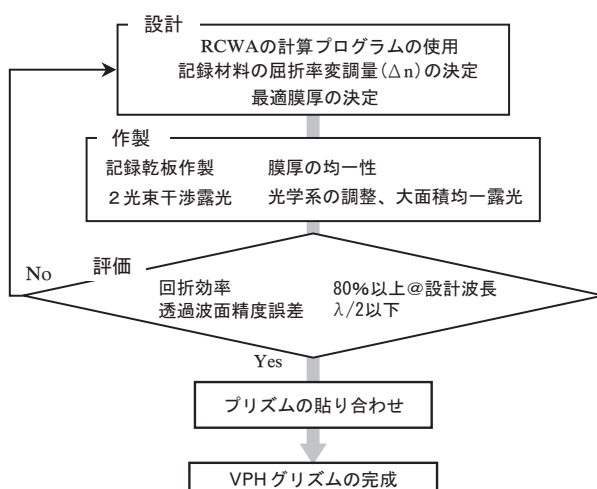 設計
RCWAの計算プログラムの使用
記録材料の屈折率変調量(Δn)の決定
最適膜厚の決定
作製
記録乾板作製 膜厚の均一性
2光束干渉露光 光学系の調整、大面積均一露光
No
評価
回折効率 80%以上@設計波長
透過波面精度誤差 λ/2以下
Yes
プリズムの貼り合わせ
VPHグリズムの完成